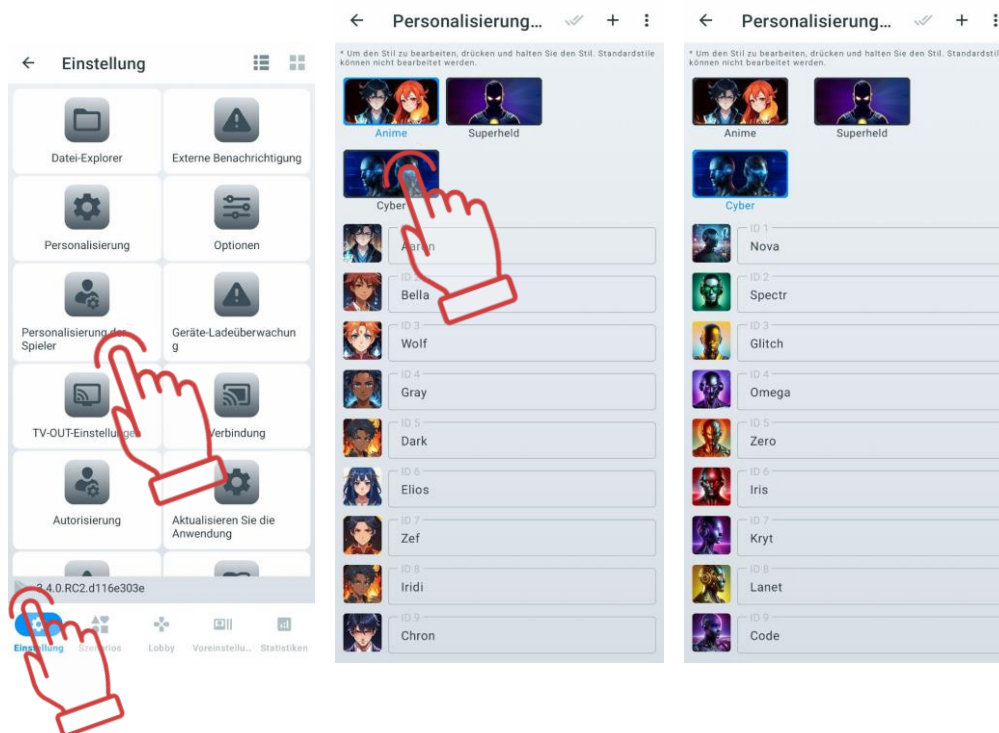 Einstellung
Datei-Explorer
Externe Benachrichtigung
Personalisierung
Optionen
Personalisierung der
Spieler
Geräte-Ladeüberwachun
g
TV-OUT-Einstellungen
Verbindung
Autorisierung
Aktualisieren Sie die
Anwendung
3.4.0.RC2.d116e303e
Einstellung
Szenarios
Lobby
Voreinstellu...
Statistiken
Personalisierung...
* Um den Stil zu bearbeiten, drücken und halten Sie den Stil. Standardstile
können nicht bearbeitet werden.
Anime
Superheld
Cyber
Aaron
ID 2
Bella
ID 3
Wolf
ID 4
Gray
ID 5
Dark
ID 6
Elios
ID 7
Zef
ID 8
Iridi
ID 9
Chron
Personalisierung...
* Um den Stil zu bearbeiten, drücken und halten Sie den Stil. Standardstil
können nicht bearbeitet werden.
Anime
Superheld
Cyber
ID 1
Nova
ID 2
Spectr
ID 3
Glitch
ID 4
Omega
ID 5
Zero
ID 6
Iris
ID 7
Kryt
ID 8
Lanet
ID 9
Code